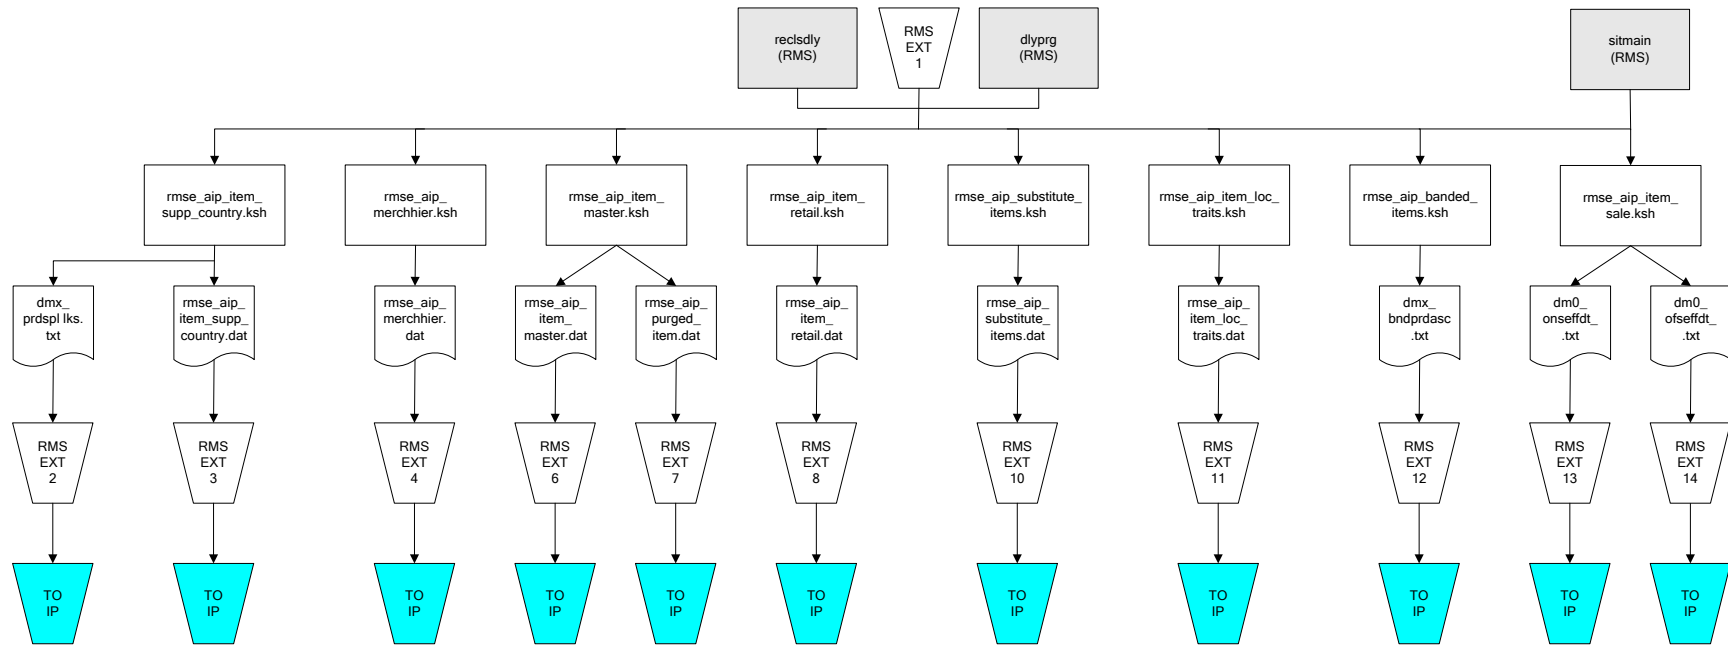 reclsdly
(RMS)
RMS
EXT
1
dlyprg
(RMS)
sitmain
(RMS)
rmse_aip_item_
supp_country.ksh
rmse_aip_
merchhier.ksh
rmse_aip_item_
master.ksh
rmse_aip_item_
retail.ksh
rmse_aip_substitute_
items.ksh
rmse_aip_item_loc_
traits.ksh
rmse_aip_banded_
items.ksh
rmse_aip_item_
sale.ksh
dmx_
prdspl lks.
txt
rmse_aip_
item_supp_
country.dat
rmse_aip_
merchhier.
dat
rmse_aip_
item_
master.dat
rmse_aip_
purged_
item.dat
rmse_aip_
item_
retail.dat
rmse_aip_
substitute_
items.dat
rmse_aip_
item_loc_
traits.dat
dmx_
bndprdasc
.txt
dm0_
onseffdt_
.txt
dm0_
ofseffdt_
.txt
RMS
EXT
2
RMS
EXT
3
RMS
EXT
4
RMS
EXT
6
RMS
EXT
7
RMS
EXT
8
RMS
EXT
10
RMS
EXT
11
RMS
EXT
12
RMS
EXT
13
RMS
EXT
14
TO
IP
TO
IP
TO
IP
TO
IP
TO
IP
TO
IP
TO
IP
TO
IP
TO
IP
TO
IP
TO
IP